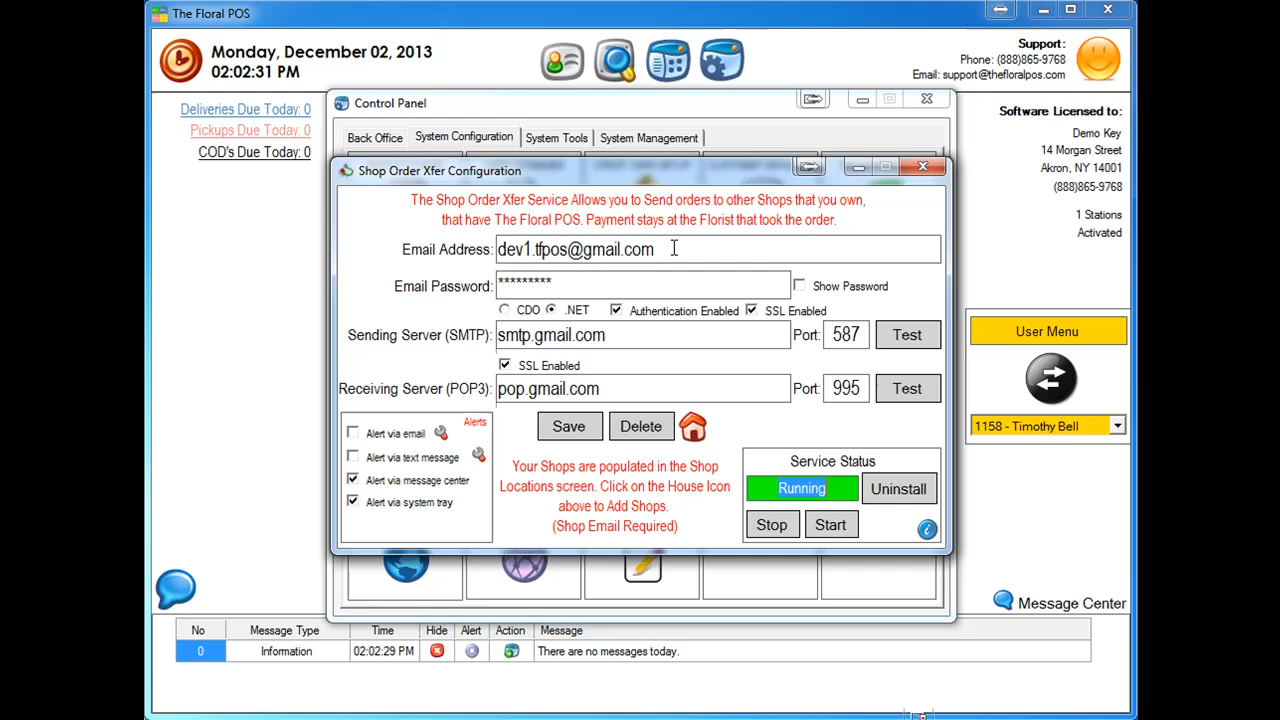 The Floral POS
Monday, December 02, 2013
02:02:31 PM
Support:
Phone: (888)865-9768
Email: support@thefloralpos.com
Deliveries Due Today: 0
Pickups Due Today: 0
COD's Due Today: 0
Control Panel
Back Office
System Configuration
System Tools
System Management
Software Licensed to:
Demo Key
14 Morgan Street
Akron, NY 14001
(888)865-9768
1 Stations
Activated
Shop Order Xfer Configuration
The Shop Order Xfer Service Allows you to Send orders to other Shops that you own,
that have The Floral POS. Payment stays at the Florist that took the order.
Email Address: dev1.tfpos@gmail.com
Email Password: *********
Show Password
CDO .NET Authentication Enabled SSL Enabled
Sending Server (SMTP): smtp.gmail.com Port: 587 Test
SSL Enabled
Receiving Server (POP3): pop.gmail.com Port: 995 Test
Alerts
Alert via email
Alert via text message
Alert via message center
Alert via system tray
Save Delete
Your Shops are populated in the Shop
Locations screen. Click on the House Icon
above to Add Shops.
(Shop Email Required)
Service Status
Running Uninstall
Stop Start
User Menu
1158 - Timothy Bell
Message Center
No Message Type Time Hide Alert Action Message
0 Information 02:02:29 PM There are no messages today.